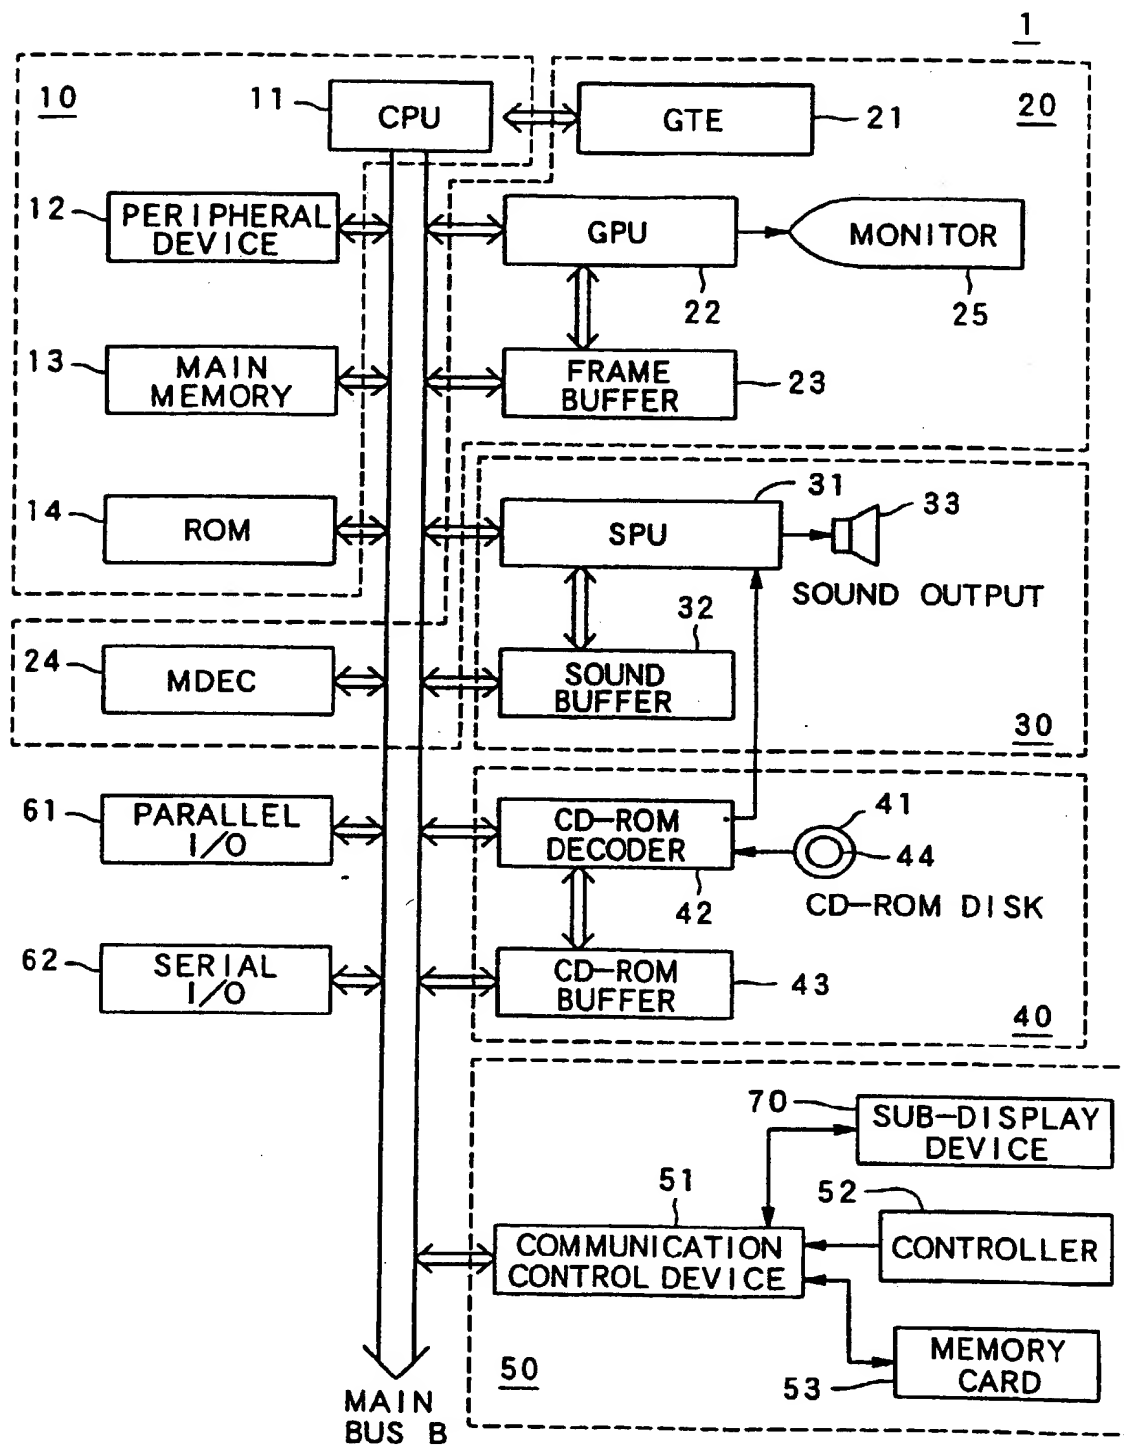 1
10
11
CPU
GTE
21
20
12
PERIPHERAL
DEVICE
GPU
22
MONITOR
25
13
MAIN
MEMORY
FRAME
BUFFER
23
14
ROM
SPU
31
33
SOUND OUTPUT
32
24
MDEC
SOUND
BUFFER
30
61
PARALLEL
I/O
CD-ROM
DECODER
42
41
44
CD-ROM DISK
62
SERIAL
I/O
CD-ROM
BUFFER
43
40
70
SUB-DISPLAY
DEVICE
51
52
COMMUNICATION
CONTROL DEVICE
CONTROLLER
MEMORY
CARD
53
50
MAIN
BUS B